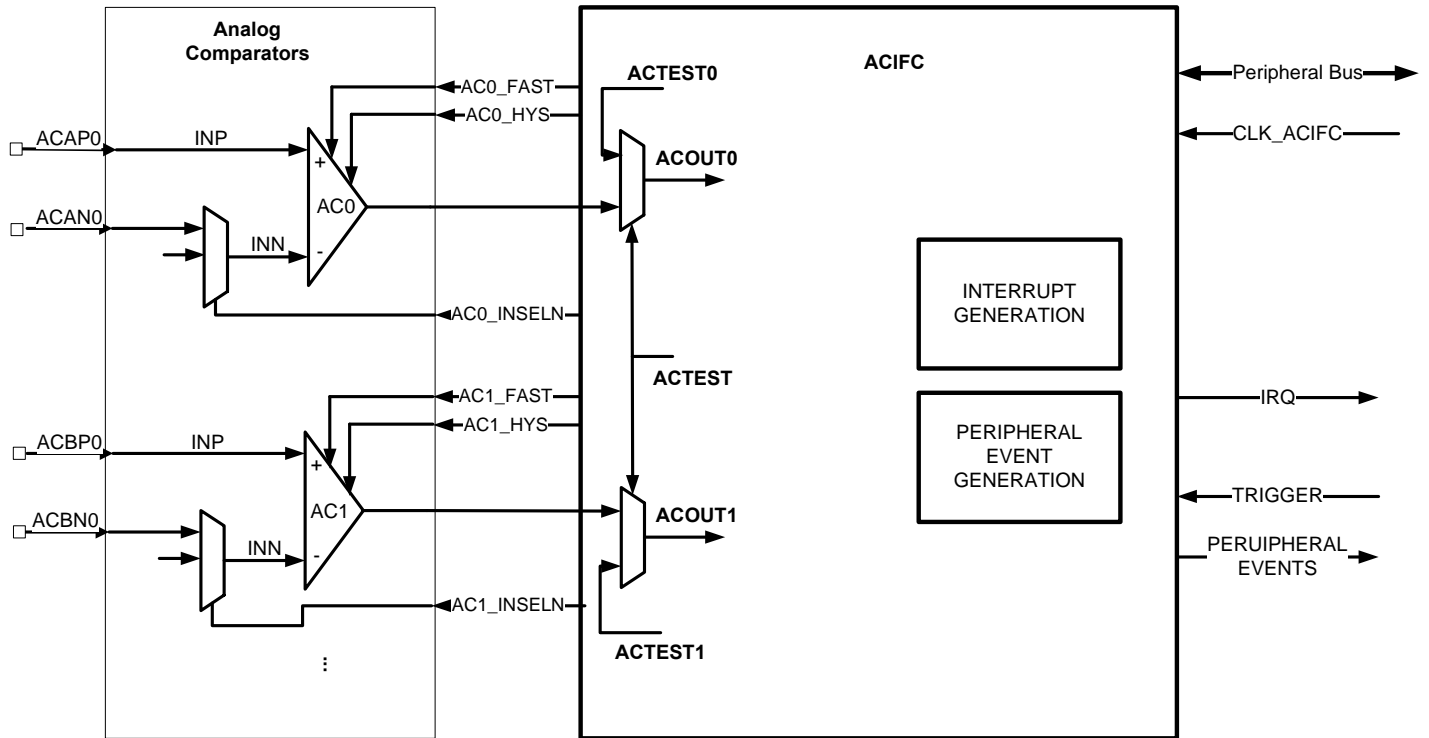 Analog
Comparators
ACIFC
ACTEST0
AC0_FAST
Peripheral Bus
AC0_HYS
ACAP0
INP
CLK_ACIFC
+
ACOUT0
AC0
ACAN0
INN
-
INTERRUPT
GENERATION
AC0_INSELN
ACTEST
AC1_FAST
IRQ
AC1_HYS
ACBP0
INP
PERIPHERAL
EVENT
GENERATION
+
TRIGGER
AC1
ACOUT1
ACBN0
INN
-
PERUIPHERAL
EVENTS
AC1_INSELN
ACTEST1
...